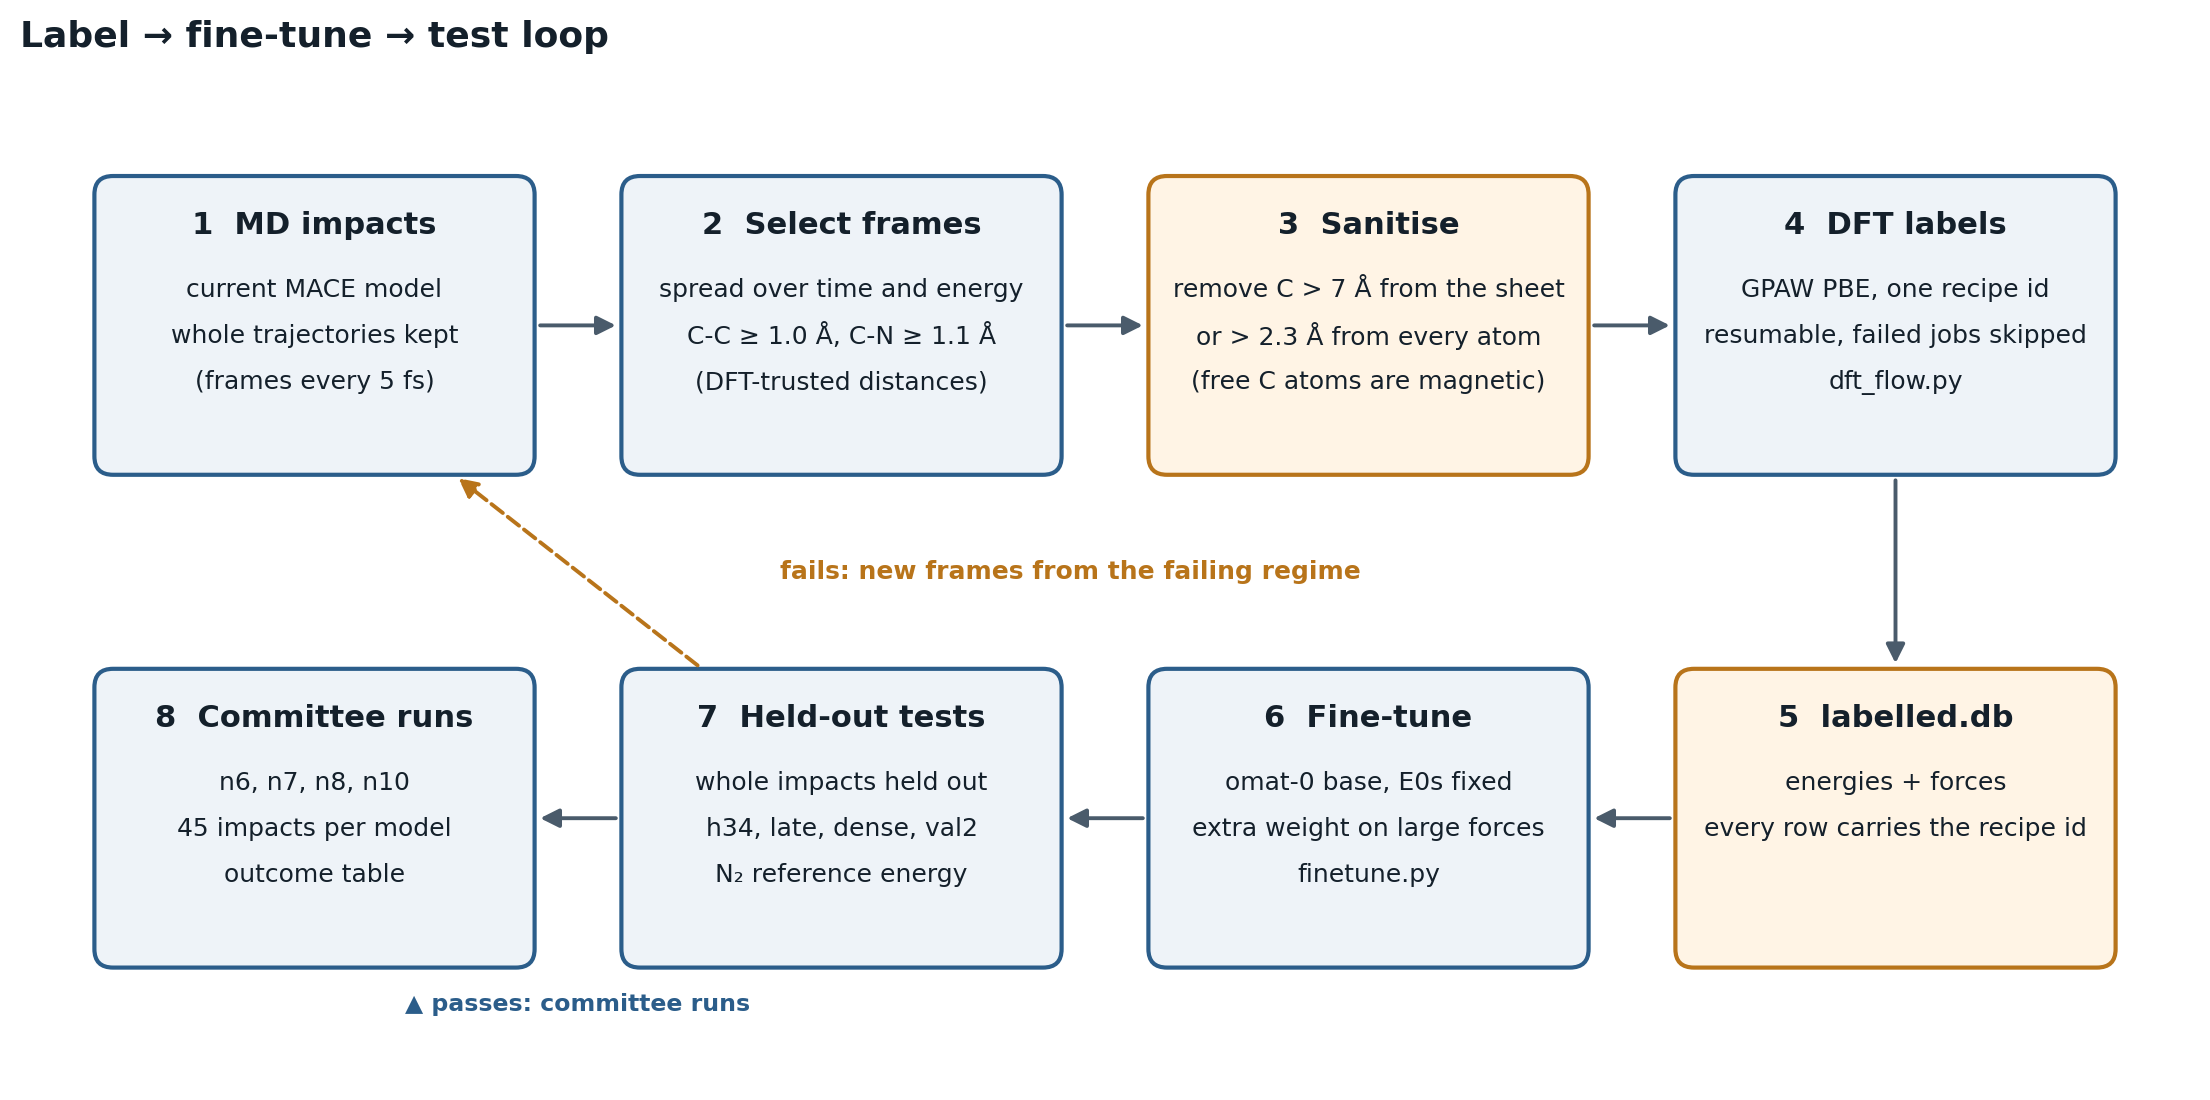 Label → fine-tune → test loop
1 MD impacts
current MACE model
whole trajectories kept
(frames every 5 fs)
2 Select frames
spread over time and energy
C-C ≥ 1.0 Å, C-N ≥ 1.1 Å
(DFT-trusted distances)
3 Sanitise
remove C > 7 Å from the sheet
or > 2.3 Å from every atom
(free C atoms are magnetic)
4 DFT labels
GPAW PBE, one recipe id
resumable, failed jobs skipped
dft_flow.py
fails: new frames from the failing regime
8 Committee runs
n6, n7, n8, n10
45 impacts per model
outcome table
7 Held-out tests
whole impacts held out
h34, late, dense, val2
N₂ reference energy
6 Fine-tune
omat-0 base, E0s fixed
extra weight on large forces
finetune.py
5 labelled.db
energies + forces
every row carries the recipe id
▲ passes: committee runs